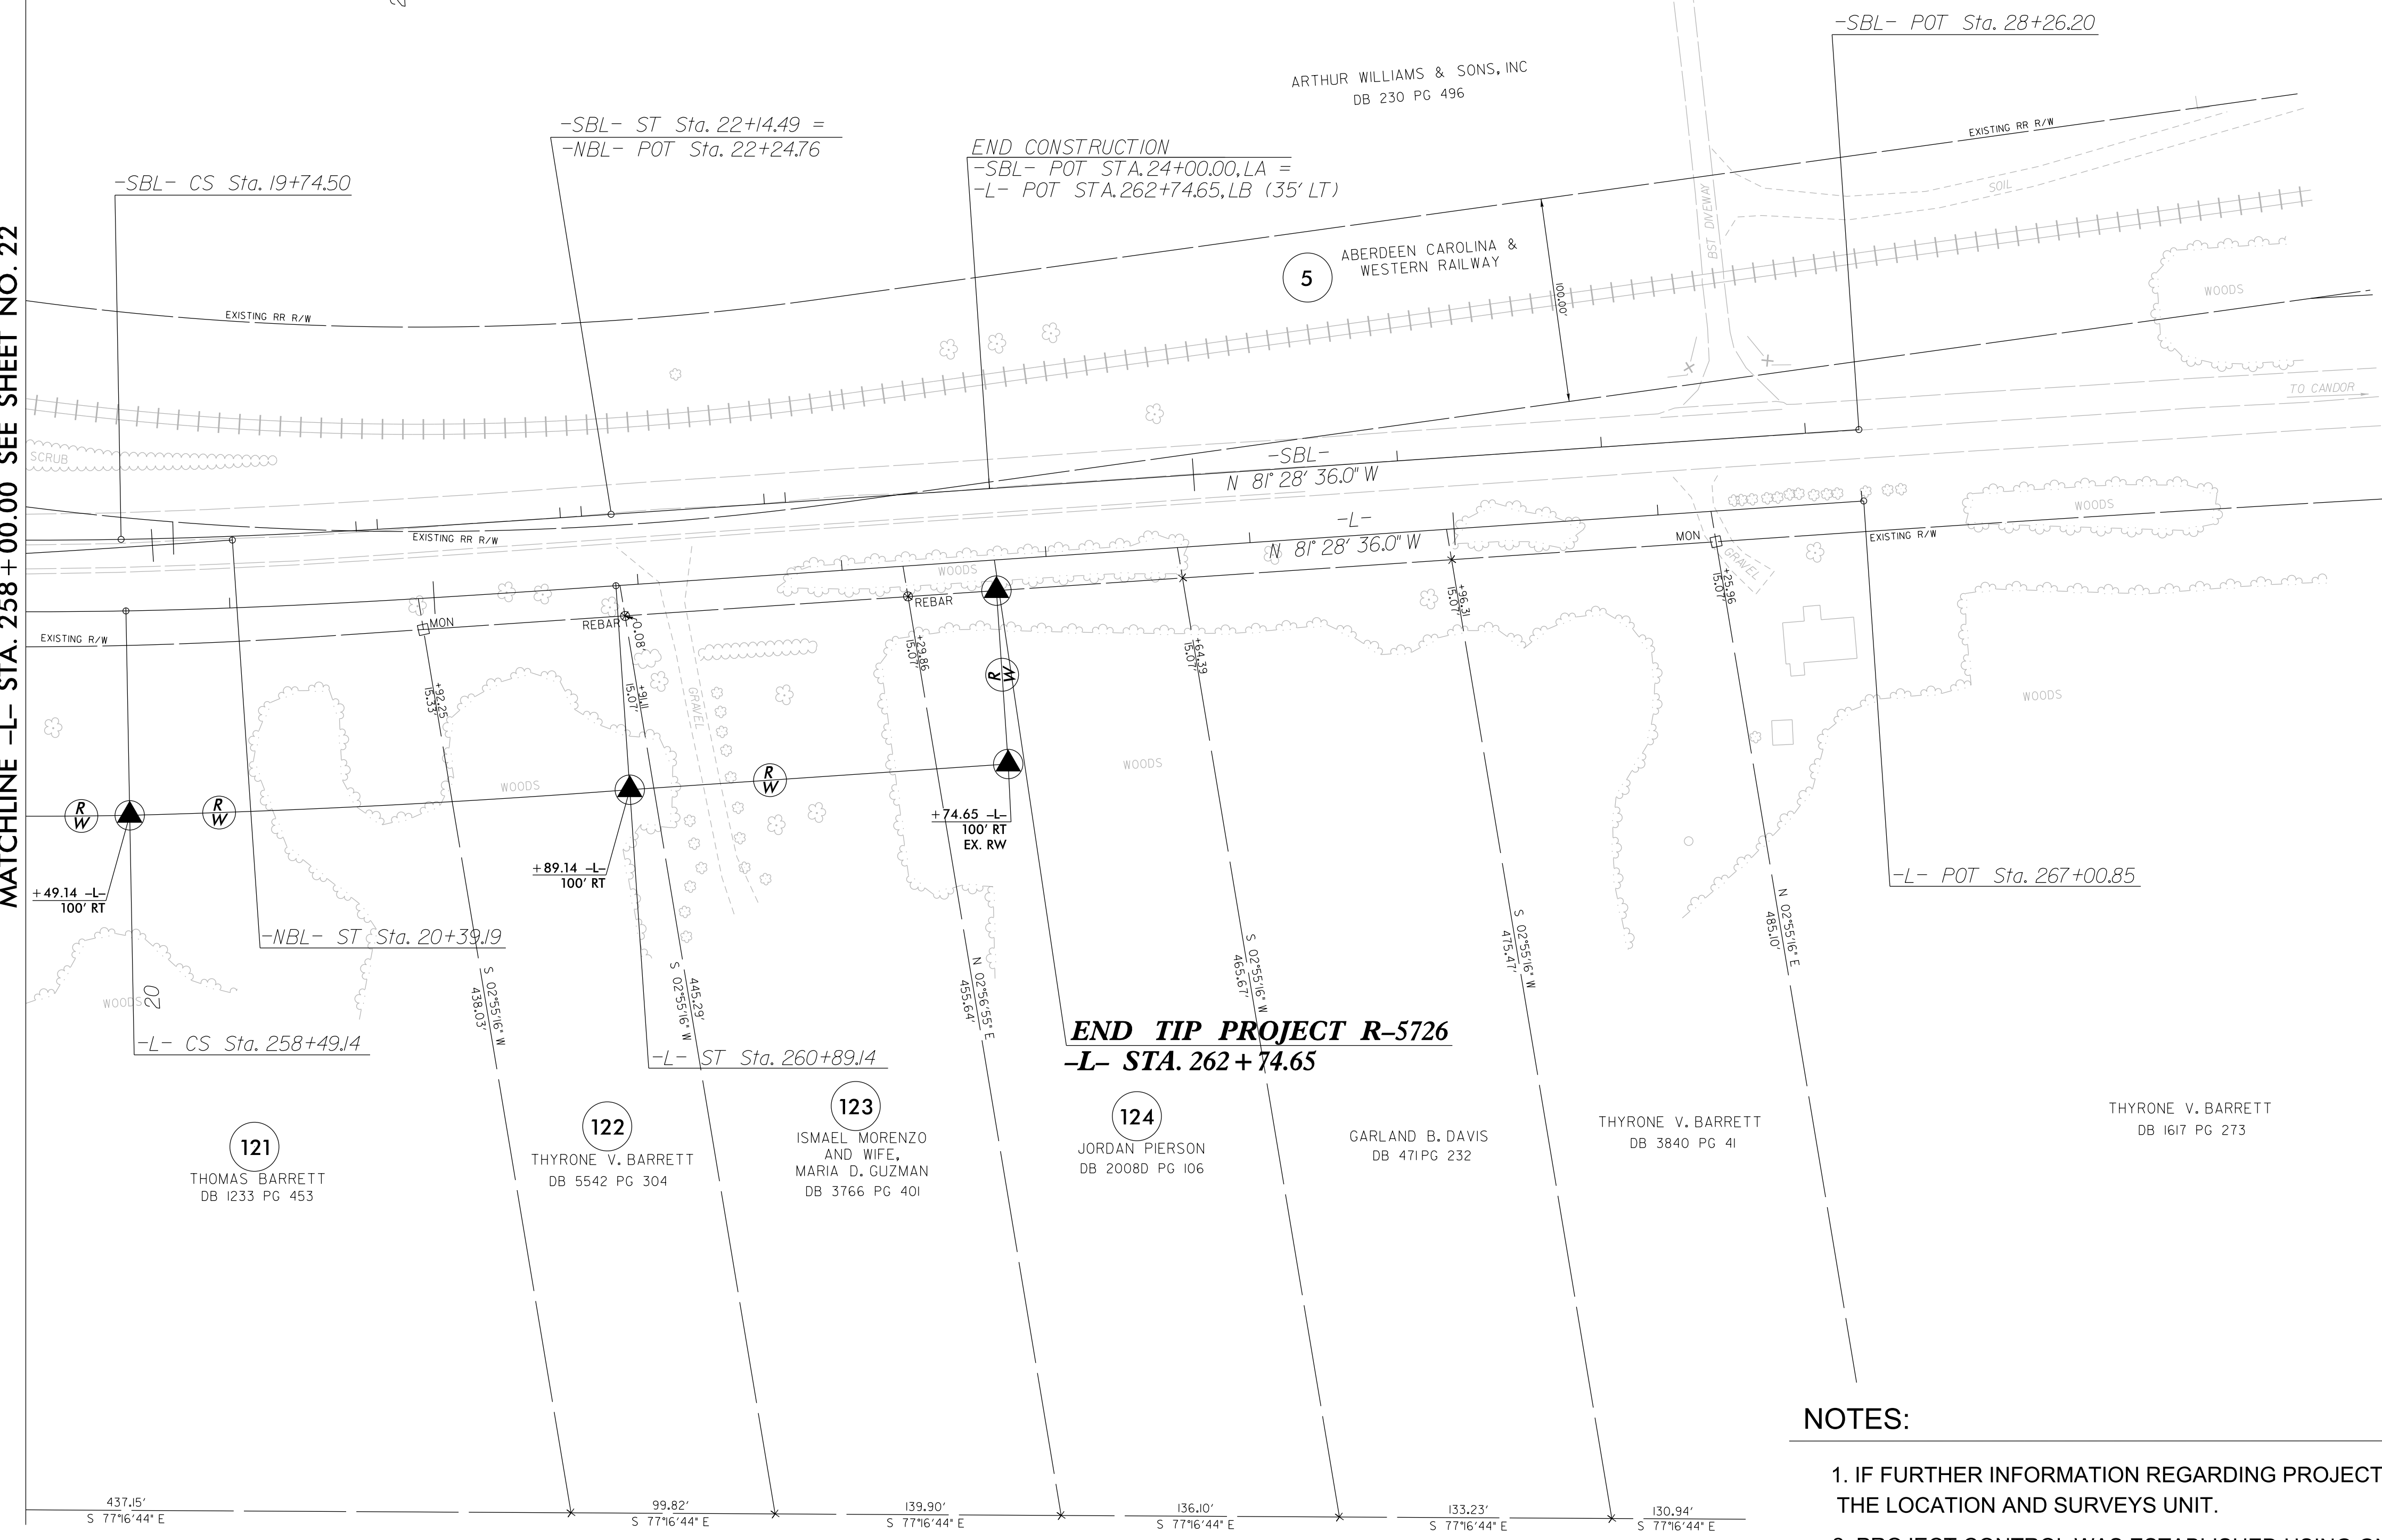 MATCHLINE –L– STA. 258+00.00 SEE SHEET NO. 22
-SBL- POT Sta. 28+26.20
ARTHUR WILLIAMS & SONS, INC
DB 230 PG 496
-SBL- ST Sta. 22+14.49 =
-NBL- POT Sta. 22+24.76
END CONSTRUCTION
-SBL- POT STA.24+00.00,LA =
-L- POT STA.262+74.65,LB (35' LT)
-SBL- CS Sta. 19+74.50
EXISTING RR R/W
SOIL
BST DIVEWAY
5
ABERDEEN CAROLINA &
WESTERN RAILWAY
100.00'
EXISTING RR R/W
WOODS
TO CANDOR
SCRUB
-SBL-
N 81° 28' 36.0" W
EXISTING RR R/W
-L-
N 81° 28' 36.0" W
WOODS
MON
EXISTING R/W
WOODS
GRAVEL
EXISTING R/W
MON
REBAR
0.08'
REBAR
+92.25
15.33'
+91.11
15.07'
+29.86
15.07'
+64.39
15.07'
+96.31
15.07'
+25.96
15.07'
GRAVEL
R
W
WOODS
WOODS
WOODS
R
W
R
W
R
W
+49.14 –L–
100' RT
+89.14 –L–
100' RT
+74.65 –L–
100' RT
EX. RW
-L- POT Sta. 267+00.85
-NBL- ST Sta. 20+39.19
WOODS
20
-L- CS Sta. 258+49.14
-L- ST Sta. 260+89.14
S 02°55'16" W
438.03'
445.29'
S 02°55'16" W
N 02°56'55" E
455.64'
S 02°55'16" W
465.67'
S 02°55'16" W
475.47'
N 02°55'16" E
485.10'
END TIP PROJECT R–5726
–L– STA. 262+74.65
121
THOMAS BARRETT
DB 1233 PG 453
122
THYRONE V. BARRETT
DB 5542 PG 304
123
ISMAEL MORENZO
AND WIFE,
MARIA D. GUZMAN
DB 3766 PG 401
124
JORDAN PIERSON
DB 2008D PG 106
GARLAND B. DAVIS
DB 471 PG 232
THYRONE V. BARRETT
DB 3840 PG 41
THYRONE V. BARRETT
DB 1617 PG 273
437.15'
S 77°16'44" E
99.82'
S 77°16'44" E
139.90'
S 77°16'44" E
136.10'
S 77°16'44" E
133.23'
S 77°16'44" E
130.94'
S 77°16'44" E
NOTES:
1. IF FURTHER INFORMATION REGARDING PROJECT
THE LOCATION AND SURVEYS UNIT.